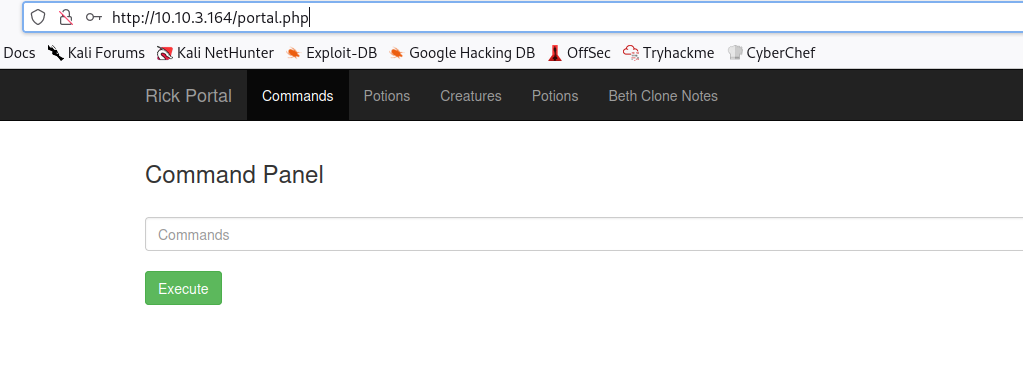 http://10.10.3.164/portal.php
Docs Kali Forums Kali NetHunter Exploit-DB Google Hacking DB OffSec Tryhackme CyberChef
Rick Portal Commands Potions Creatures Potions Beth Clone Notes
Command Panel
Commands
Execute